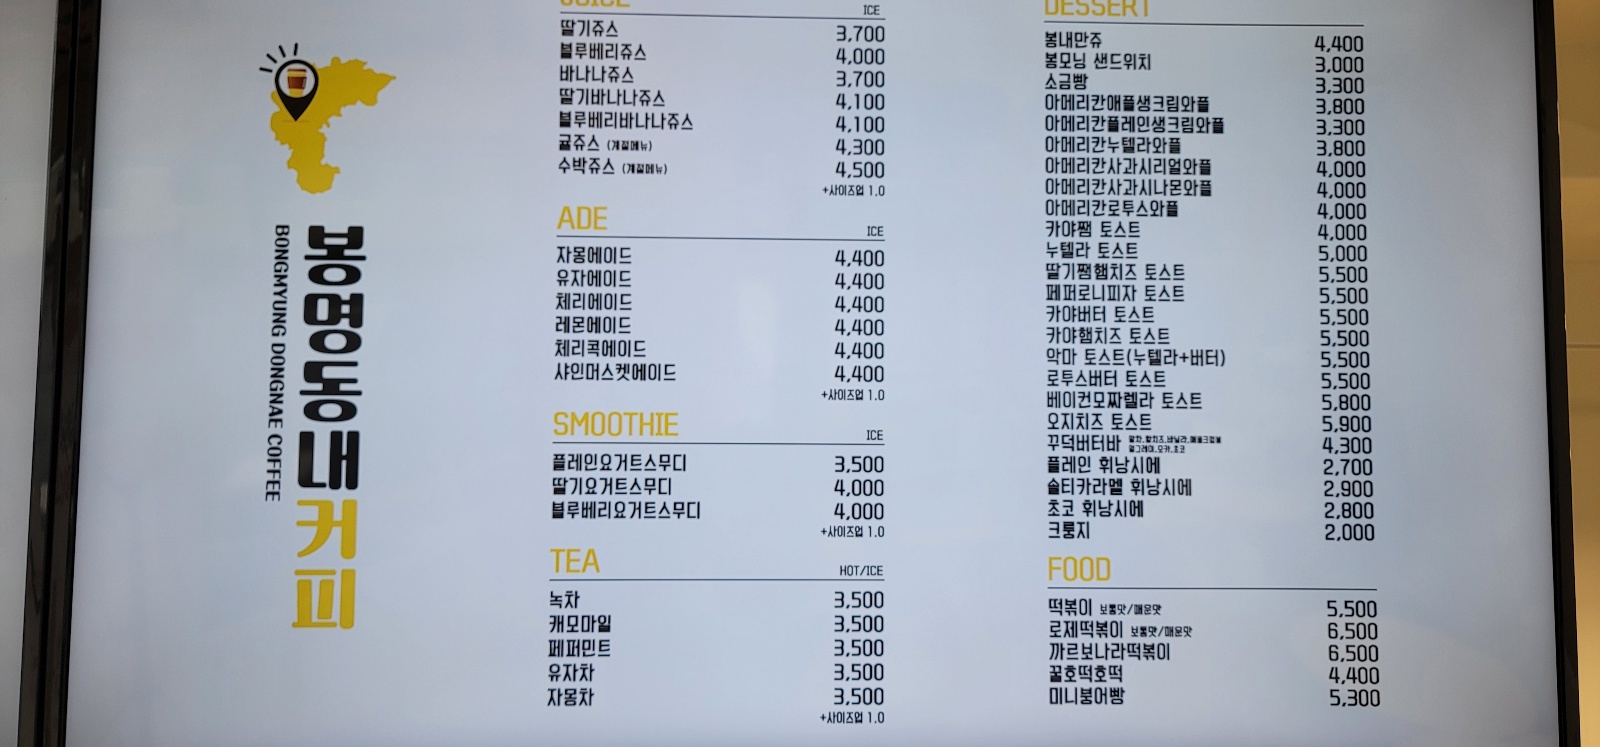 봉명동내커피
BONGMYUNG DONGNAE COFFEE
JUICE ICE
딸기쥬스 3,700
블루베리쥬스 4,000
바나나쥬스 3,700
딸기바나나쥬스 4,100
블루베리바나나쥬스 4,100
귤쥬스 (계절메뉴) 4,300
수박쥬스 (계절메뉴) 4,500
+사이즈업 1.0
ADE ICE
자몽에이드 4,400
유자에이드 4,400
체리에이드 4,400
레몬에이드 4,400
체리콕에이드 4,400
샤인머스켓에이드 4,400
+사이즈업 1.0
SMOOTHIE ICE
플레인요거트스무디 3,500
딸기요거트스무디 4,000
블루베리요거트스무디 4,000
+사이즈업 1.0
TEA HOT/ICE
녹차 3,500
캐모마일 3,500
페퍼민트 3,500
유자차 3,500
자몽차 3,500
+사이즈업 1.0
DESSERT
봉내만쥬 4,400
봉모닝 샌드위치 3,000
소금빵 3,300
아메리칸애플생크림와플 3,800
아메리칸플레인생크림와플 3,300
아메리칸누텔라와플 3,800
아메리칸사과시리얼와플 4,000
아메리칸사과시나몬와플 4,000
아메리칸로투스와플 4,000
카야쨈 토스트 4,000
누텔라 토스트 5,000
딸기쨈햄치즈 토스트 5,500
페퍼로니피자 토스트 5,500
카야버터 토스트 5,500
카야햄치즈 토스트 5,500
악마 토스트(누텔라+버터) 5,500
로투스버터 토스트 5,500
베이컨모짜렐라 토스트 5,800
오지치즈 토스트 5,900
꾸덕버터바 4,300
플레인 휘낭시에 2,700
솔티카라멜 휘낭시에 2,900
초코 휘낭시에 2,800
크룽지 2,000
FOOD
떡볶이 보통맛/매운맛 5,500
로제떡볶이 보통맛/매운맛 6,500
까르보나라떡볶이 6,500
꿀호떡호떡 4,400
미니붕어빵 5,300